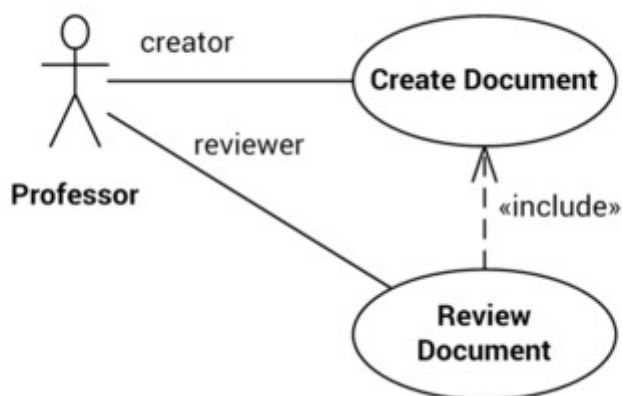 creator
Create Document
reviewer
Professor
«include»
Review
Document